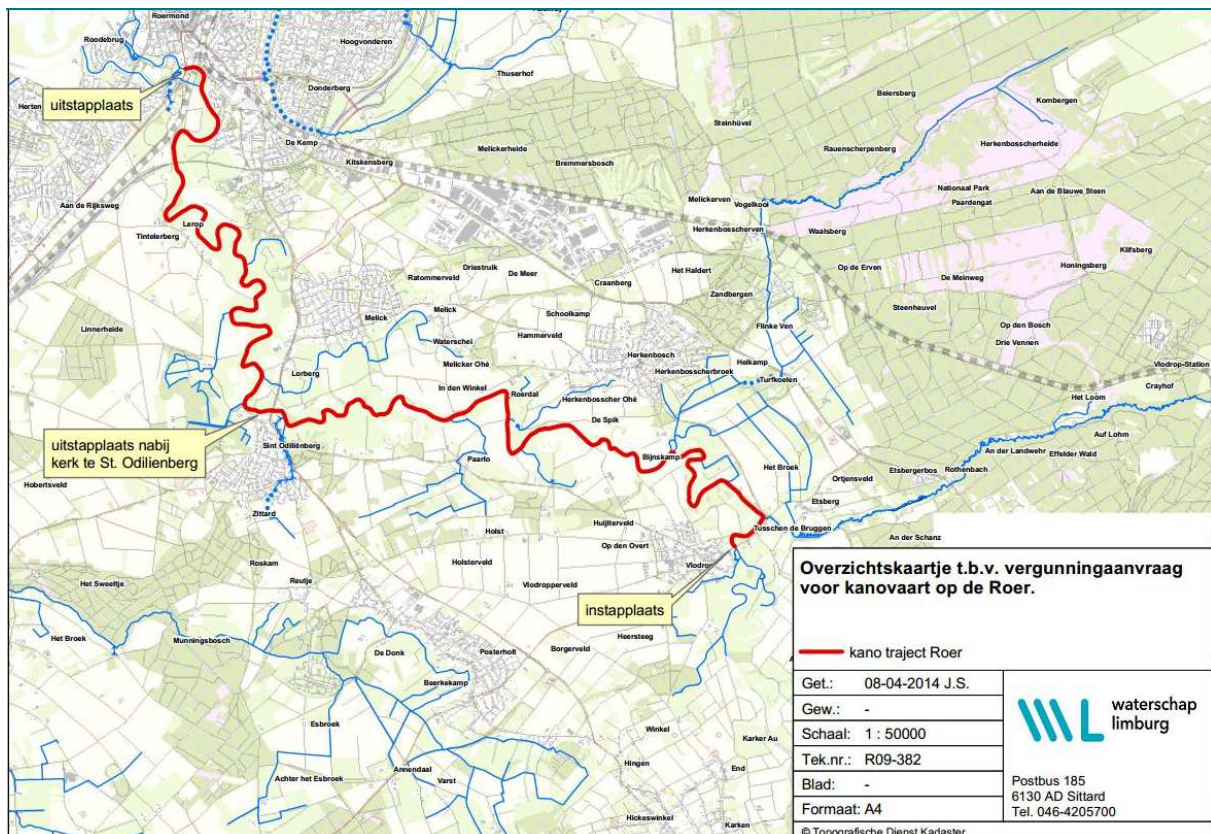 Roermond
Roodebrug
Hoogvonderen
Thuserhof
uitstapplaats
Donderberg
Herten
Beiersberg
Kombergen
Steinhüvel
De Kemp
Melickerheide
Rauscherpenberg
Herkenbosscherheide
Kitskensberg
Bremmersbosch
Nationaal Park
Aan de Blauwe Steen
Paardengat
Melickerven
Vogelkooi
Aan de Rijksweg
Lerop
Herkenbosscherven
Waalsberg
Tintelerberg
Klifsberg
Driestruik
De Meer
Het Haldert
Op de Erven
Honingsberg
Ratommerveld
Craanberg
De Meinweg
Zandbergen
Steenheuvel
Melick
Melick
Schoolkamp
Linnerheide
Flinke Ven
Op den Bosch
Waterschei
Hammerveld
Drie Vennen
Herkenbosch
Melicker Ohé
Heikamp
Vlodrop-Station
Lorberg
Herkenbosscherbroek
Turfkoelen
Crayhof
In den Winkel
Roerdal
Herkenbosscher Ohé
Het Loom
De Spik
uitstapplaats nabij
kerk te St. Odilienberg
Sint Odiliënberg
Auf Lohm
An der Landwehr
Effelder Wald
Paarlo
Bijnskamp
Het Broek
Etsbergerbos
Rothenbach
Hobertsveld
Ortjensveld
Etsberg
Zittard
Huijlterveld
Tusschen de Bruggen
Holst
An der Schanz
Op den Overt
Roskam
Holsterveld
Vlodrop
Het Sweeltje
Reutje
Vlodropperveld
instapplaats
Het Broek
Munningsbosch
Heersteeg
De Donk
Posterholt
Borgerveld
Beerkekamp
Esbroek
Winkel
Karker Au
Hingen
Annendaal
End
Achter het Esbroek
Varst
Hickeswinkel
Karken
Overzichtskaartje t.b.v. vergunningaanvraag
voor kanovaart op de Roer.
kano traject Roer
Get.: 08-04-2014 J.S.
Gew.: -
Schaal: 1 : 50000
Tek.nr.: R09-382
Blad: -
Formaat: A4
waterschap
limburg
Postbus 185
6130 AD Sittard
Tel. 046-4205700
© Topografische Dienst Kadaster